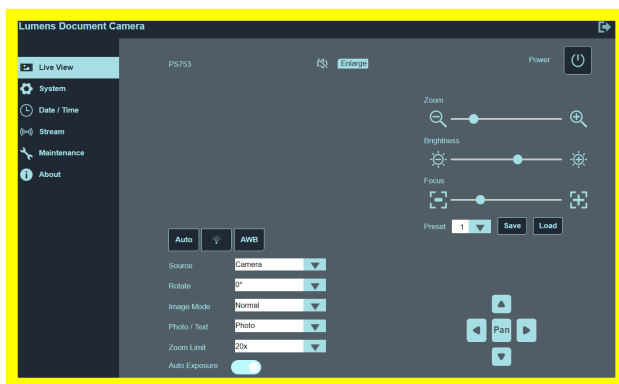 Lumens Document Camera
Live View
System
Date / Time
Stream
Maintenance
About
PS753
Enlarge
Power
Zoom
Brightness
Focus
Preset 1 Save Load
Auto AWB
Source Camera
Rotate 0°
Image Mode Normal
Photo / Text Photo
Zoom Limit 20x
Auto Exposure
Pan